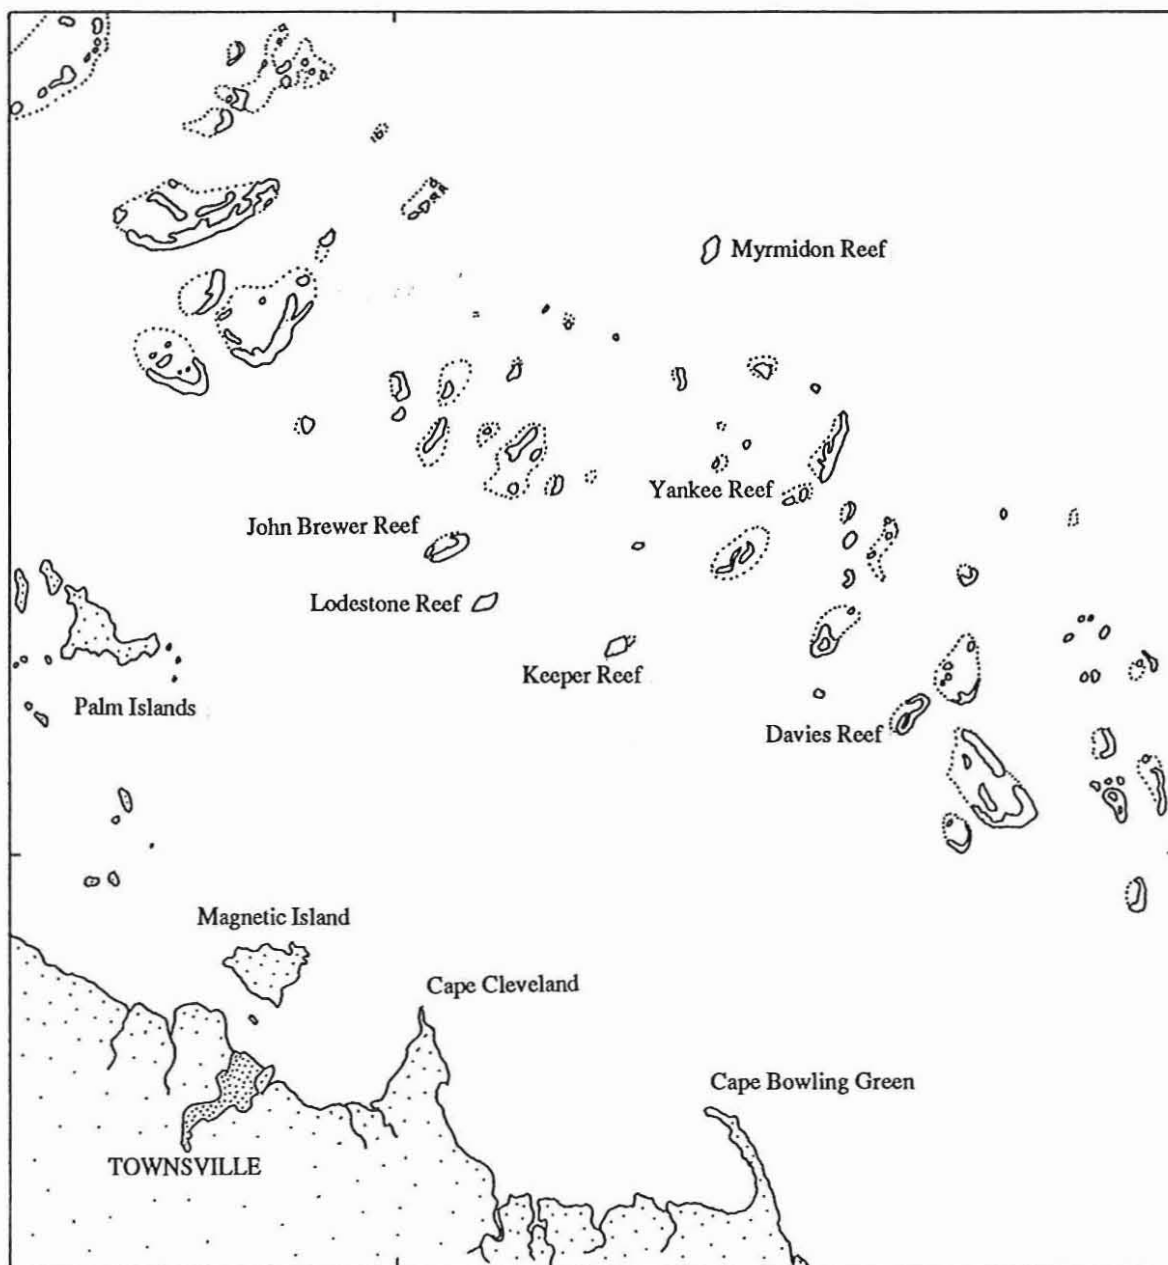 Myrmidon Reef
Yankee Reef
John Brewer Reef
Lodestone Reef
Keeper Reef
Palm Islands
Davies Reef
Magnetic Island
Cape Cleveland
Cape Bowling Green
TOWNSVILLE